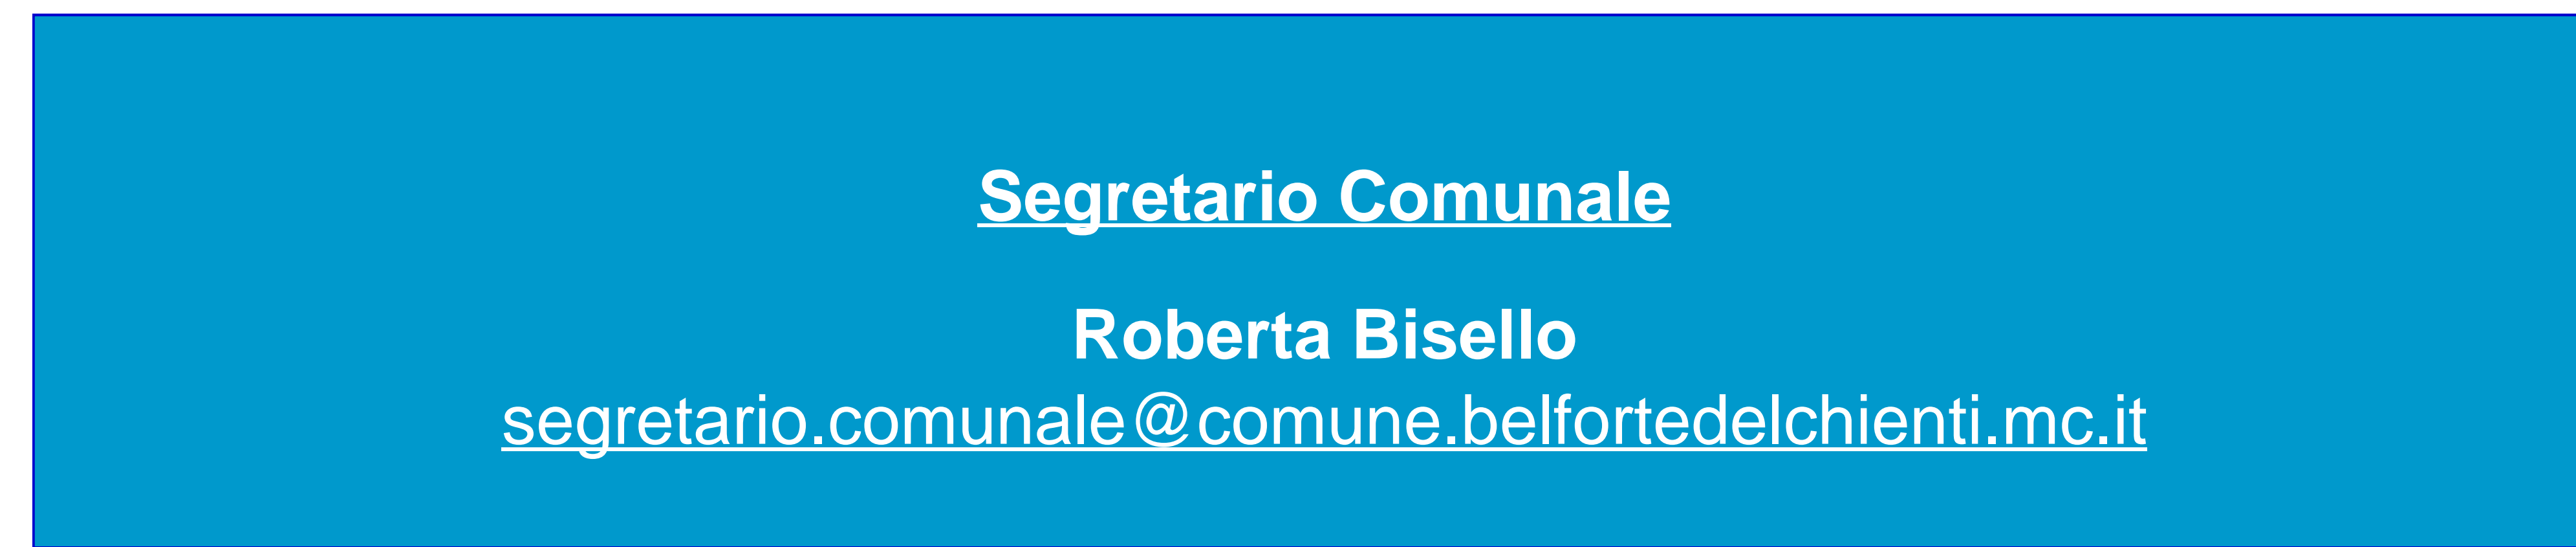 Segretario Comunale
Roberta Bisello
segretario.comunale@comune.belfortedelchienti.mc.it